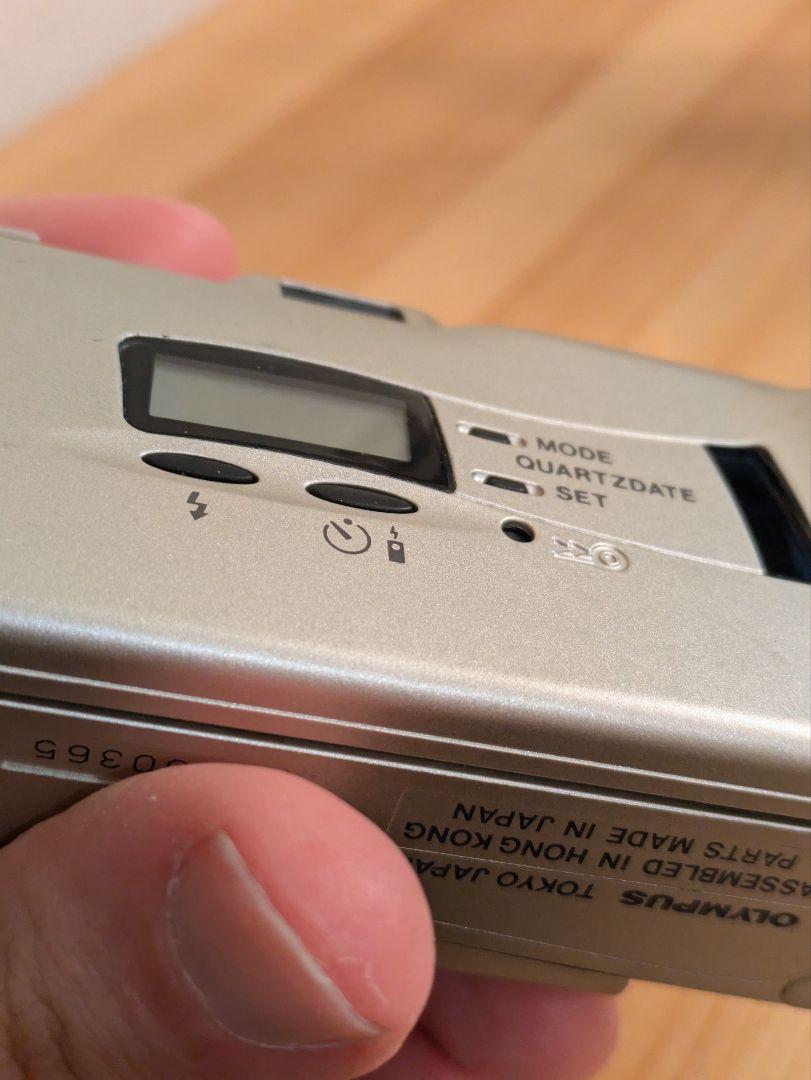 MODE
QUARTZDATE
SET
OLYMPUS TOKYO JAPAN
ASSEMBLED IN HONG KONG
PARTS MADE IN JAPAN
0365